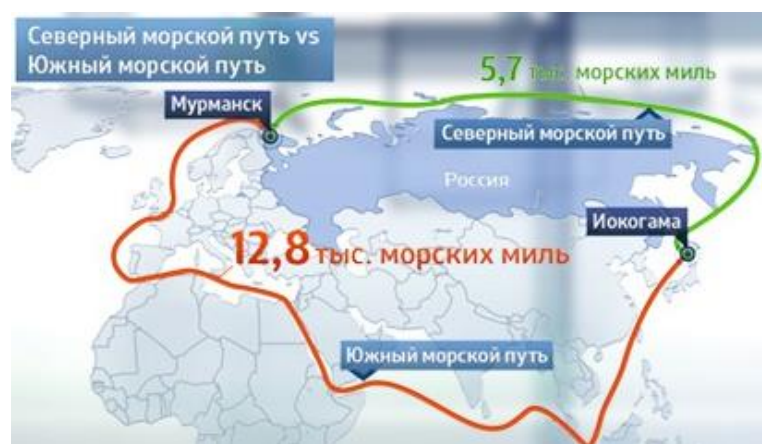 Северный морской путь vs
Южный морской путь
5,7 тыс. морских миль
Мурманск
Северный морской путь
Россия
Иокогама
12,8 тыс. морских миль
Южный морской путь